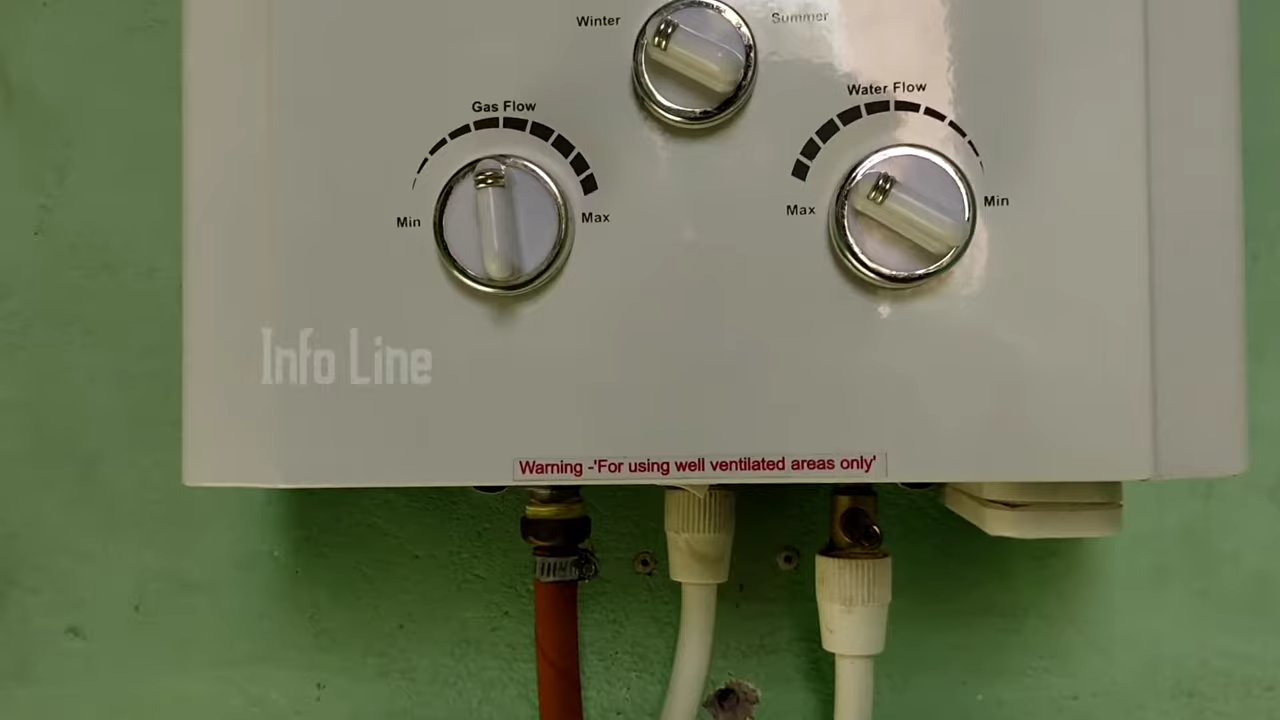 Winter
Summer
Gas Flow
Water Flow
Min
Max
Max
Min
Info Line
Warning -'For using well ventilated areas only'